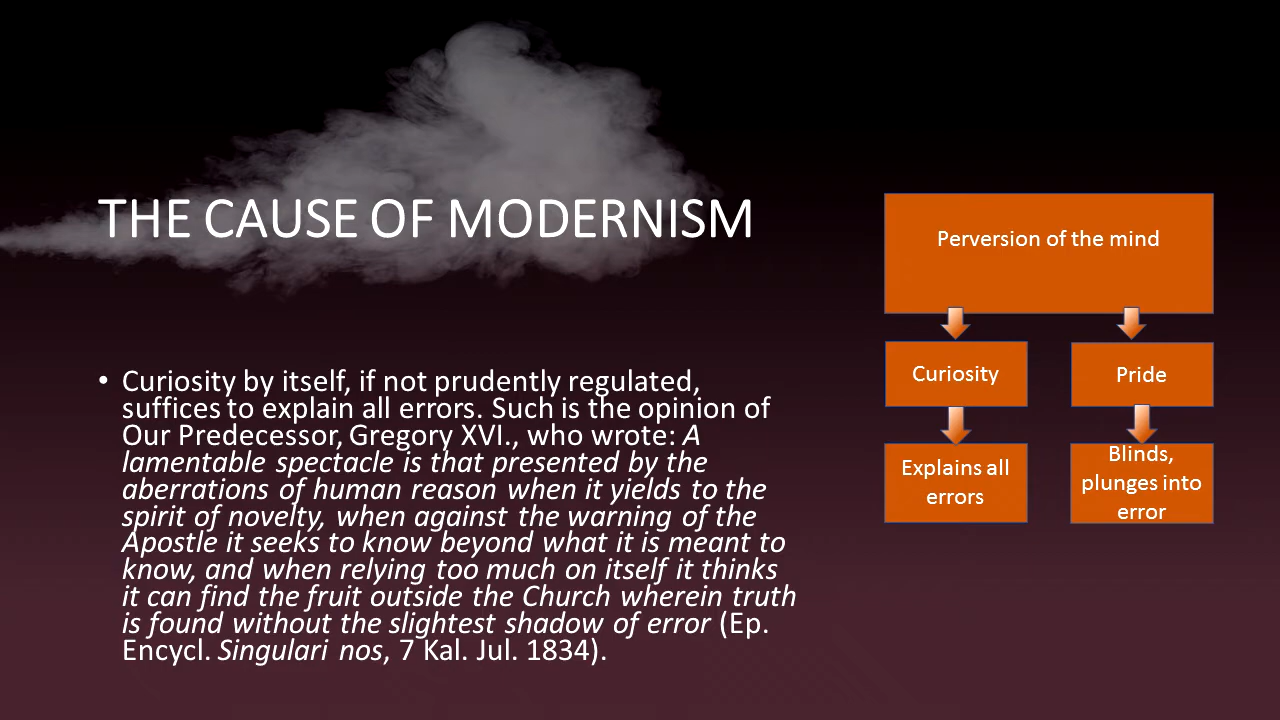 THE CAUSE OF MODERNISM
• Curiosity by itself, if not prudently regulated,
suffices to explain all errors. Such is the opinion of
Our Predecessor, Gregory XVI., who wrote: A
lamentable spectacle is that presented by the
aberrations of human reason when it yields to the
spirit of novelty, when against the warning of the
Apostle it seeks to know beyond what it is meant to
know, and when relying too much on itself it thinks
it can find the fruit outside the Church wherein truth
is found without the slightest shadow of error (Ep.
Encycl. Singulari nos, 7 Kal. Jul. 1834).
Perversion of the mind
Curiosity
Pride
Explains all
errors
Blinds,
plunges into
error